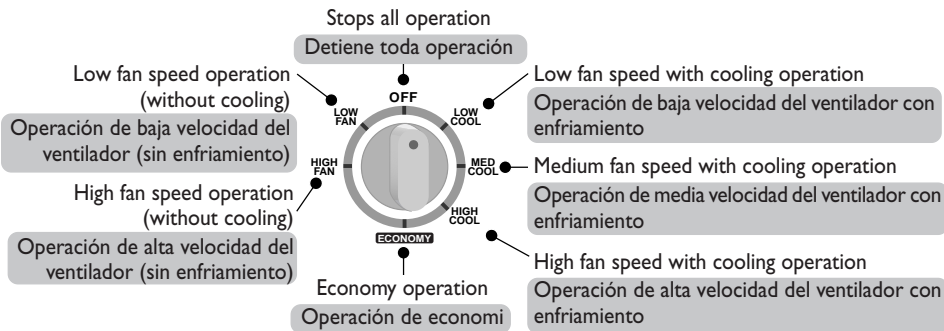 Stops all operation
Detiene toda operación
Low fan speed operation
(without cooling)
Operación de baja velocidad del
ventilador (sin enfriamiento)
High fan speed operation
(without cooling)
Operación de alta velocidad del
ventilador (sin enfriamiento)
OFF
LOW
FAN
LOW
COOL
HIGH
FAN
MED
COOL
HIGH
COOL
ECONOMY
Economy operation
Operación de economi
Low fan speed with cooling operation
Operación de baja velocidad del ventilador con
enfriamiento
Medium fan speed with cooling operation
Operación de media velocidad del ventilador con
enfriamiento
High fan speed with cooling operation
Operación de alta velocidad del ventilador con
enfriamiento